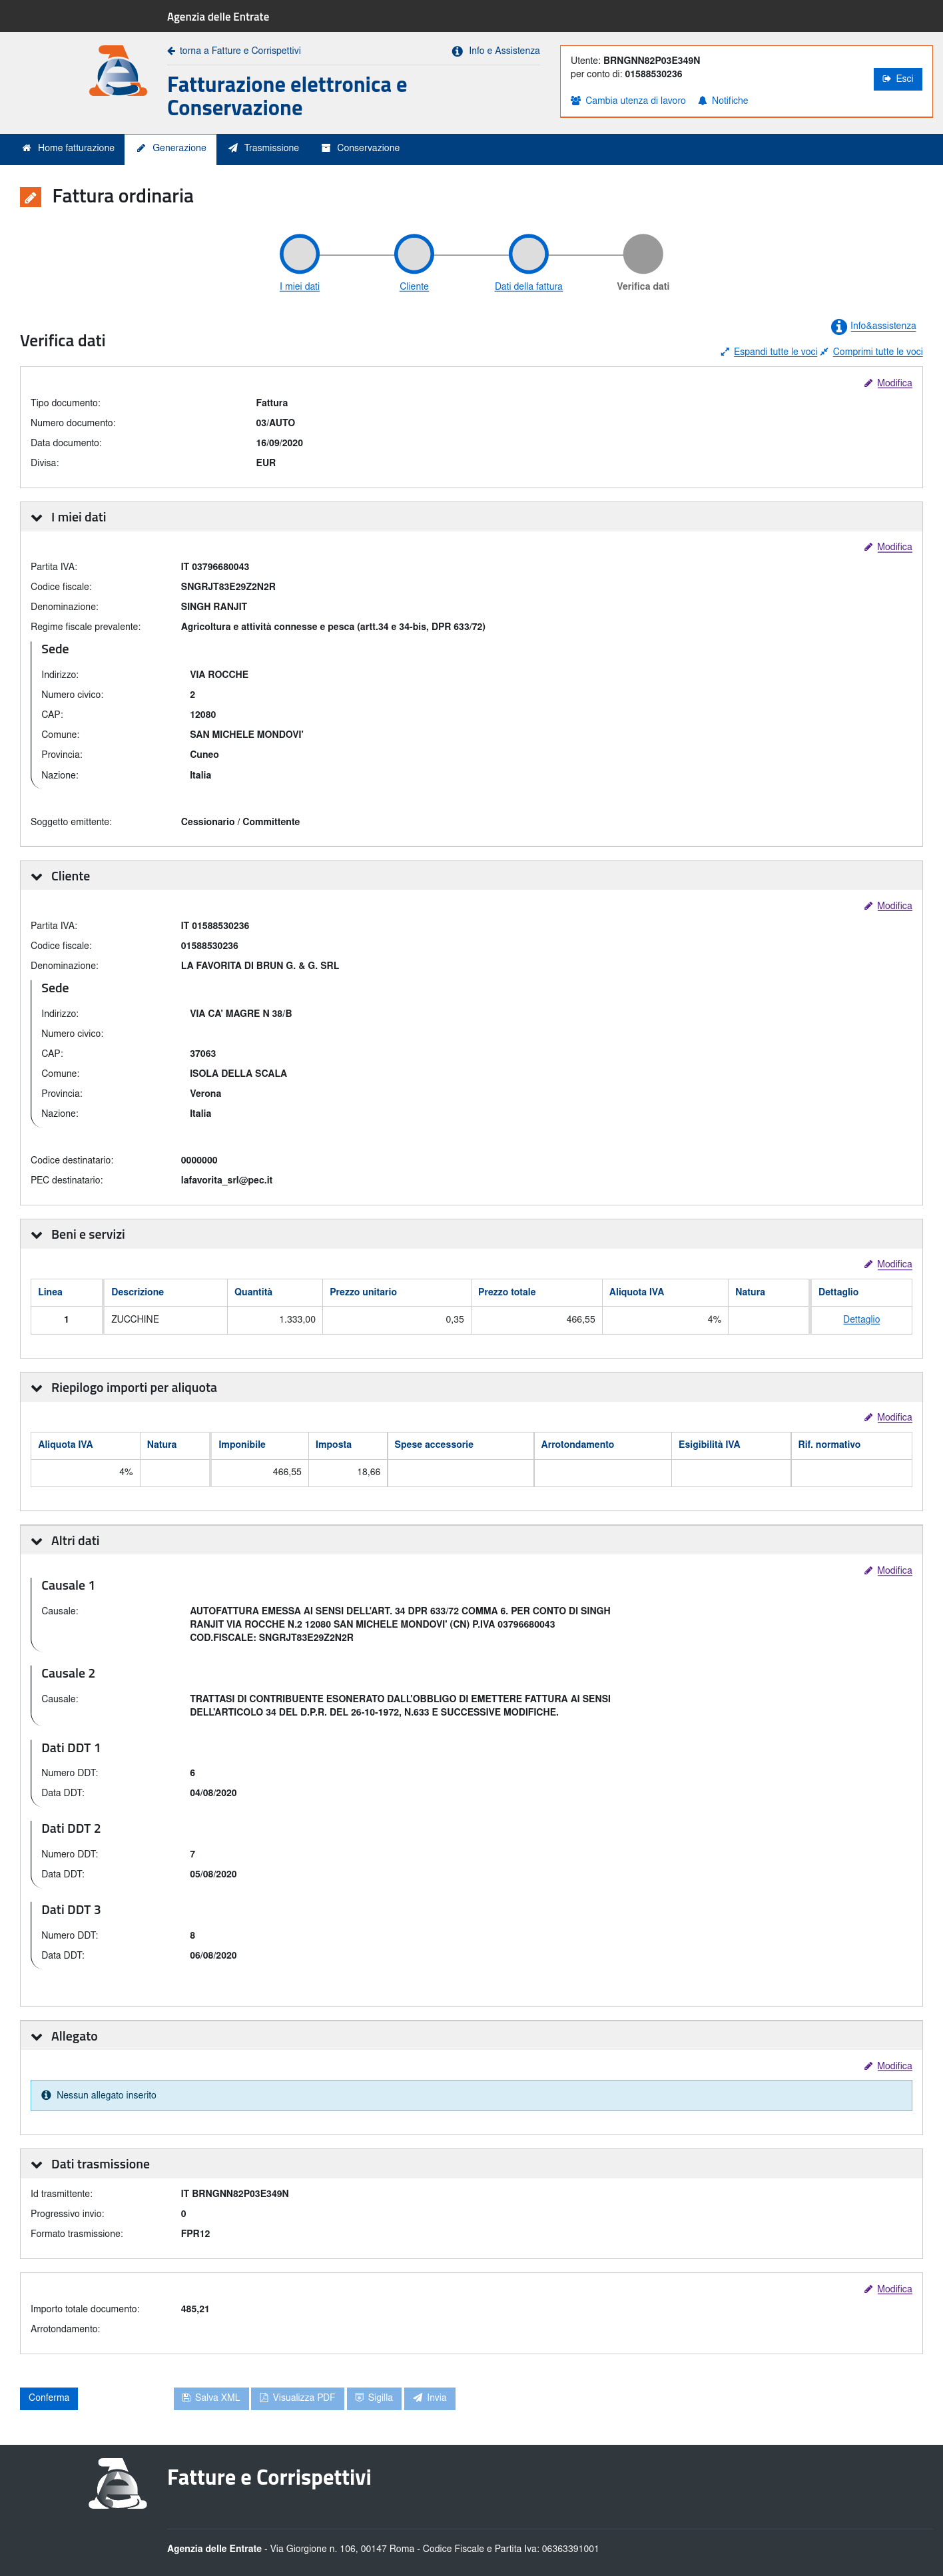 Agenzia delle Entrate
torna a Fatture e Corrispettivi
Info e Assistenza
Fatturazione elettronica e
Conservazione
Utente: BRNGNN82P03E349N
per conto di: 01588530236
Esci
Cambia utenza di lavoro Notifiche
Home fatturazione Generazione Trasmissione Conservazione
Fattura ordinaria
I miei dati Cliente Dati della fattura Verifica dati
Info&assistenza
Verifica dati
Espandi tutte le voci Comprimi tutte le voci
Modifica
Tipo documento: Fattura
Numero documento: 03/AUTO
Data documento: 16/09/2020
Divisa: EUR
I miei dati
Modifica
Partita IVA: IT 03796680043
Codice fiscale: SNGRJT83E29Z2N2R
Denominazione: SINGH RANJIT
Regime fiscale prevalente: Agricoltura e attività connesse e pesca (artt.34 e 34-bis, DPR 633/72)
Sede
Indirizzo: VIA ROCCHE
Numero civico: 2
CAP: 12080
Comune: SAN MICHELE MONDOVI'
Provincia: Cuneo
Nazione: Italia
Soggetto emittente: Cessionario / Committente
Cliente
Modifica
Partita IVA: IT 01588530236
Codice fiscale: 01588530236
Denominazione: LA FAVORITA DI BRUN G. & G. SRL
Sede
Indirizzo: VIA CA' MAGRE N 38/B
Numero civico:
CAP: 37063
Comune: ISOLA DELLA SCALA
Provincia: Verona
Nazione: Italia
Codice destinatario: 0000000
PEC destinatario: lafavorita_srl@pec.it
Beni e servizi
Modifica
Linea Descrizione Quantità Prezzo unitario Prezzo totale Aliquota IVA Natura Dettaglio
1 ZUCCHINE 1.333,00 0,35 466,55 4% Dettaglio
Riepilogo importi per aliquota
Modifica
Aliquota IVA Natura Imponibile Imposta Spese accessorie Arrotondamento Esigibilità IVA Rif. normativo
4% 466,55 18,66
Altri dati
Modifica
Causale 1
Causale: AUTOFATTURA EMESSA AI SENSI DELL'ART. 34 DPR 633/72 COMMA 6. PER CONTO DI SINGH
RANJIT VIA ROCCHE N.2 12080 SAN MICHELE MONDOVI' (CN) P.IVA 03796680043
COD.FISCALE: SNGRJT83E29Z2N2R
Causale 2
Causale: TRATTASI DI CONTRIBUENTE ESONERATO DALL'OBBLIGO DI EMETTERE FATTURA AI SENSI
DELL'ARTICOLO 34 DEL D.P.R. DEL 26-10-1972, N.633 E SUCCESSIVE MODIFICHE.
Dati DDT 1
Numero DDT: 6
Data DDT: 04/08/2020
Dati DDT 2
Numero DDT: 7
Data DDT: 05/08/2020
Dati DDT 3
Numero DDT: 8
Data DDT: 06/08/2020
Allegato
Modifica
Nessun allegato inserito
Dati trasmissione
Id trasmittente: IT BRNGNN82P03E349N
Progressivo invio: 0
Formato trasmissione: FPR12
Modifica
Importo totale documento: 485,21
Arrotondamento:
Conferma Salva XML Visualizza PDF Sigilla Invia
Fatture e Corrispettivi
Agenzia delle Entrate - Via Giorgione n. 106, 00147 Roma - Codice Fiscale e Partita Iva: 06363391001